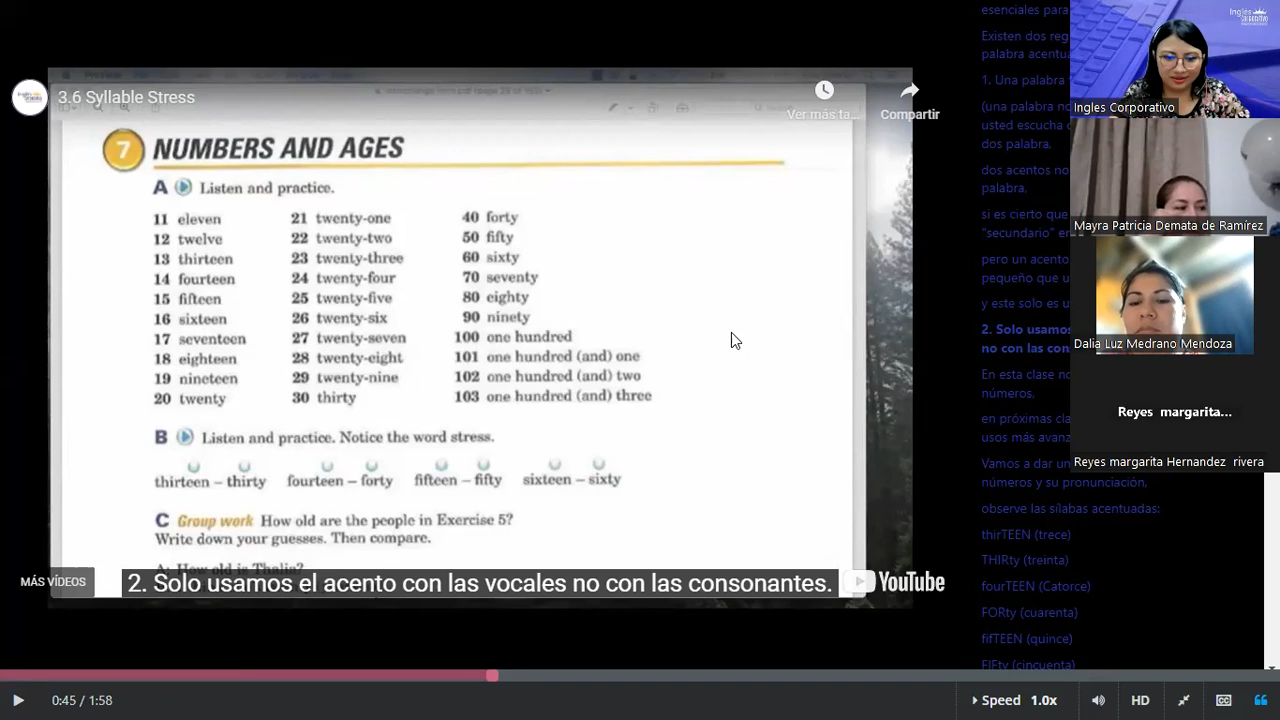 3.6 Syllable Stress
Ver más ta...
Compartir
7 NUMBERS AND AGES
A Listen and practice.
11 eleven 21 twenty-one 40 forty
12 twelve 22 twenty-two 50 fifty
13 thirteen 23 twenty-three 60 sixty
14 fourteen 24 twenty-four 70 seventy
15 fifteen 25 twenty-five 80 eighty
16 sixteen 26 twenty-six 90 ninety
17 seventeen 27 twenty-seven 100 one hundred
18 eighteen 28 twenty-eight 101 one hundred (and) one
19 nineteen 29 twenty-nine 102 one hundred (and) two
20 twenty 30 thirty 103 one hundred (and) three
B Listen and practice. Notice the word stress.
thirteen – thirty fourteen – forty fifteen – fifty sixteen – sixty
C Group work How old are the people in Exercise 5?
Write down your guesses. Then compare.
A: How old is Thalia?
MÁS VÍDEOS
2. Solo usamos el acento con las vocales no con las consonantes.
YouTube
0:45 / 1:58
Speed 1.0x
HD
esenciales para
Existen dos reg
palabra acentua
1. Una palabra
(una palabra no
usted escucha
dos palabra,
dos acentos no
palabra.
si es cierto que
"secundario" en
pero un acento
pequeño que u
y este solo es u
2. Solo usamos
no con las cons
En esta clase no
números,
en próximas cla
usos más avanz
Vamos a dar un
números y su pronunciación,
observe las sílabas acentuadas:
thirTEEN (trece)
THIRty (treinta)
fourTEEN (Catorce)
FORty (cuarenta)
fifTEEN (quince)
FIFty (cincuenta)
Ingles Corporativo
Mayra Patricia Demata de Ramírez
Dalia Luz Medrano Mendoza
Reyes margarita...
Reyes margarita Hernandez rivera